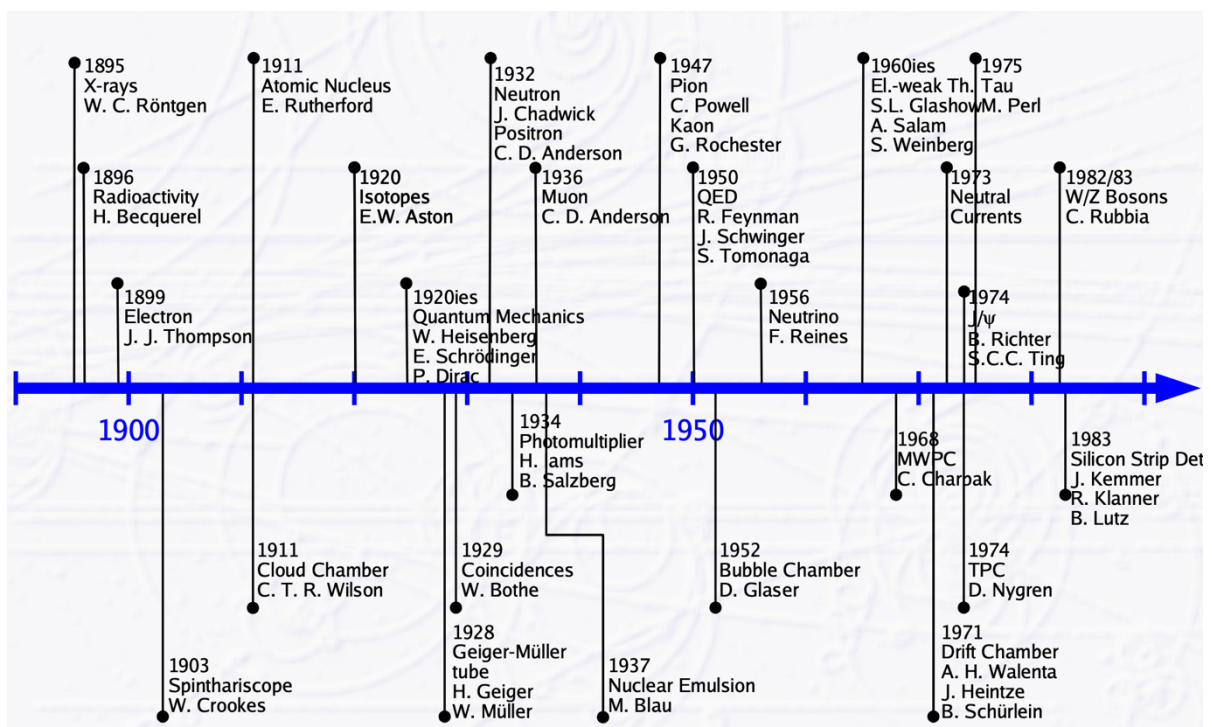 1895
X-rays
W. C. Röntgen
1896
Radioactivity
H. Becquerel
1899
Electron
J. J. Thompson
1911
Atomic Nucleus
E. Rutherford
1920
Isotopes
E.W. Aston
1920ies
Quantum Mechanics
W. Heisenberg
E. Schrödinger
P. Dirac
1932
Neutron
J. Chadwick
Positron
C. D. Anderson
1936
Muon
C. D. Anderson
1947
Pion
C. Powell
Kaon
G. Rochester
1950
QED
R. Feynman
J. Schwinger
S. Tomonaga
1956
Neutrino
F. Reines
1960ies
El.-weak Th.
S.L. Glashow
A. Salam
S. Weinberg
1973
Neutral
Currents
1974
J/ψ
B. Richter
S.C.C. Ting
1975
Tau
M. Perl
1982/83
W/Z Bosons
C. Rubbia
1900
1950
1903
Spinthariscope
W. Crookes
1911
Cloud Chamber
C. T. R. Wilson
1928
Geiger-Müller
tube
H. Geiger
W. Müller
1929
Coincidences
W. Bothe
1934
Photomultiplier
H. Iams
B. Salzberg
1937
Nuclear Emulsion
M. Blau
1952
Bubble Chamber
D. Glaser
1968
MWPC
C. Charpak
1971
Drift Chamber
A. H. Walenta
J. Heintze
B. Schürlein
1974
TPC
D. Nygren
1983
Silicon Strip Det
J. Kemmer
R. Klanner
B. Lutz